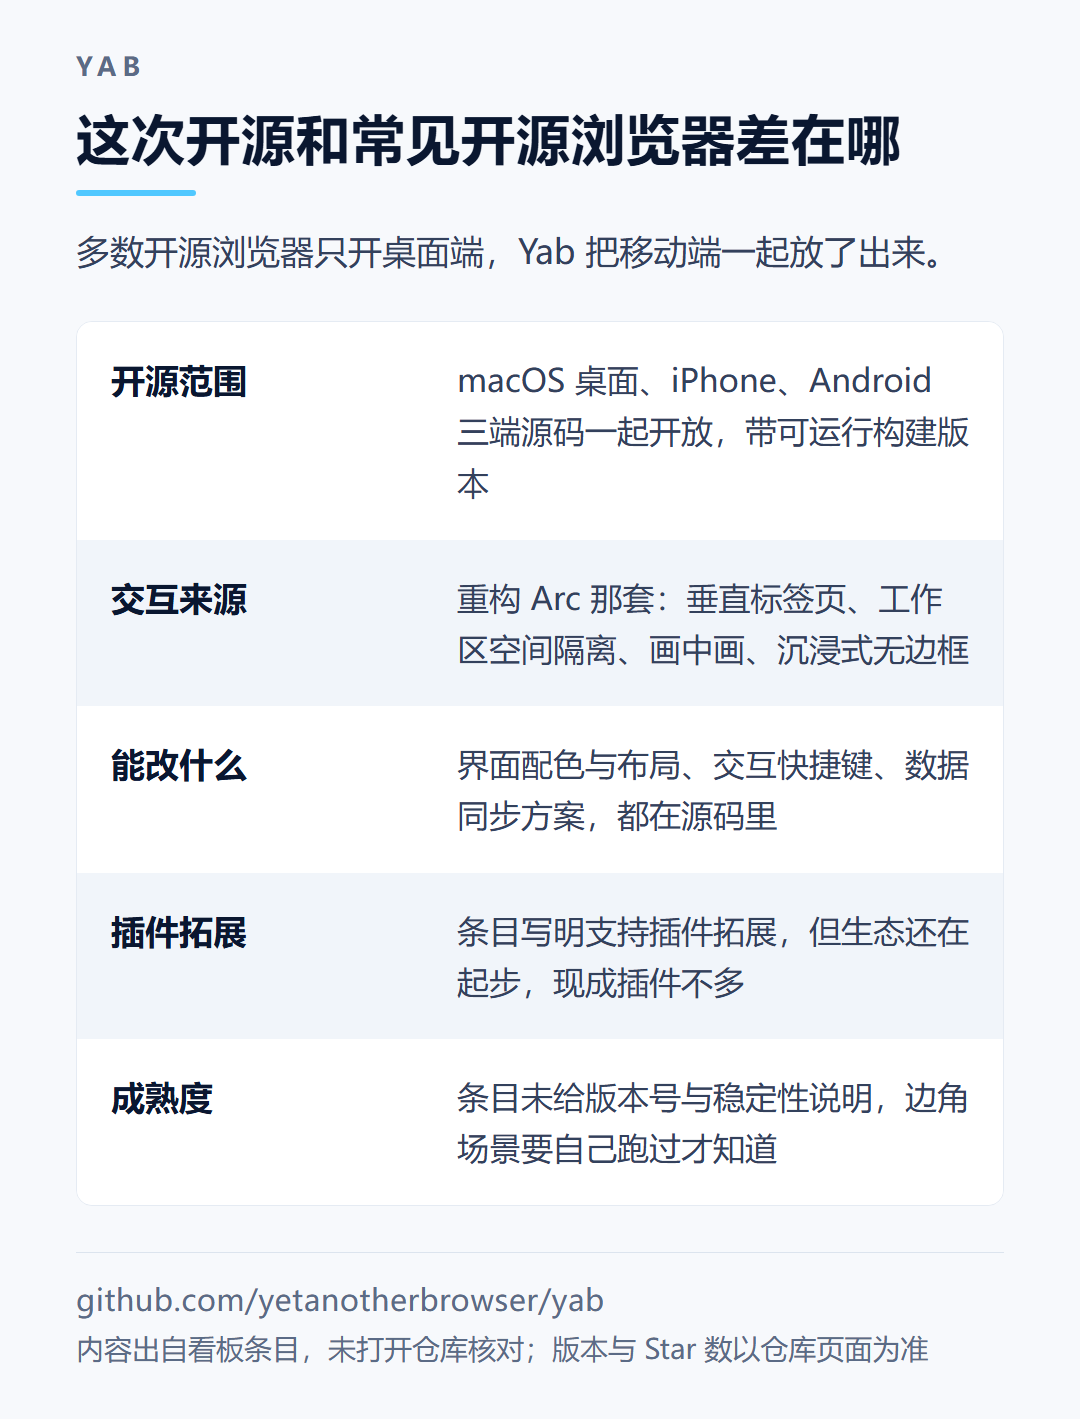 YAB
这次开源和常见开源浏览器差在哪
多数开源浏览器只开桌面端，Yab 把移动端一起放了出来。
开源范围
macOS 桌面、iPhone、Android
三端源码一起开放，带可运行构建版
本
交互来源
重构 Arc 那套：垂直标签页、工作
区空间隔离、画中画、沉浸式无边框
能改什么
界面配色与布局、交互快捷键、数据
同步方案，都在源码里
插件拓展
条目写明支持插件拓展，但生态还在
起步，现成插件不多
成熟度
条目未给版本号与稳定性说明，边角
场景要自己跑过才知道
github.com/yetanotherbrowser/yab
内容出自看板条目，未打开仓库核对；版本与 Star 数以仓库页面为准